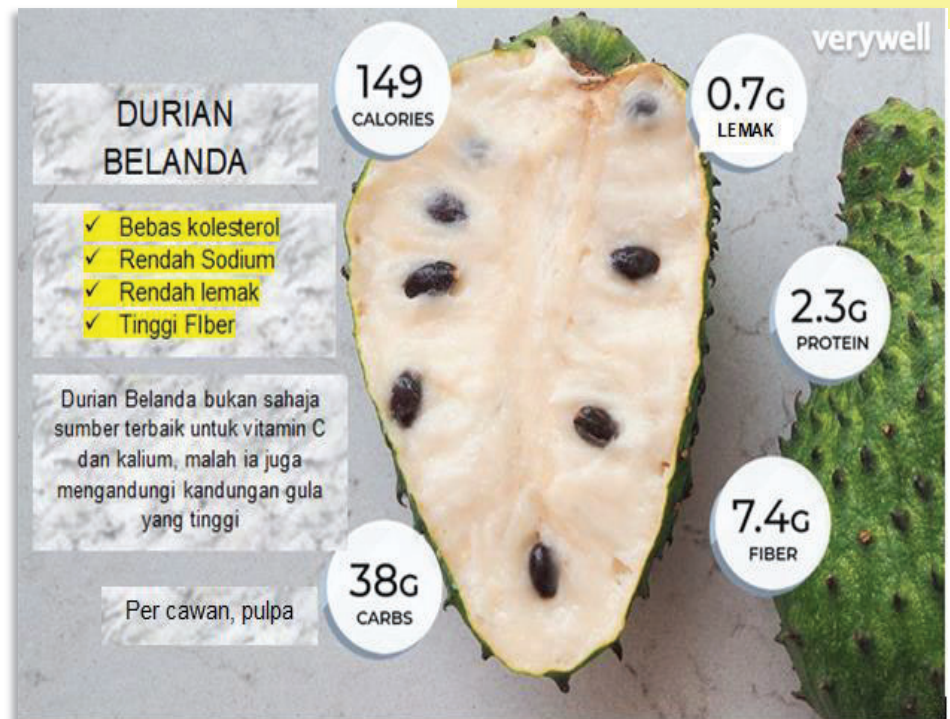 verywell
DURIAN
BELANDA
✓ Bebas kolesterol
✓ Rendah Sodium
✓ Rendah lemak
✓ Tinggi FIber
Durian Belanda bukan sahaja
sumber terbaik untuk vitamin C
dan kalium, malah ia juga
mengandungi kandungan gula
yang tinggi
Per cawan, pulpa
149
CALORIES
0.7G
LEMAK
2.3G
PROTEIN
7.4G
FIBER
38G
CARBS